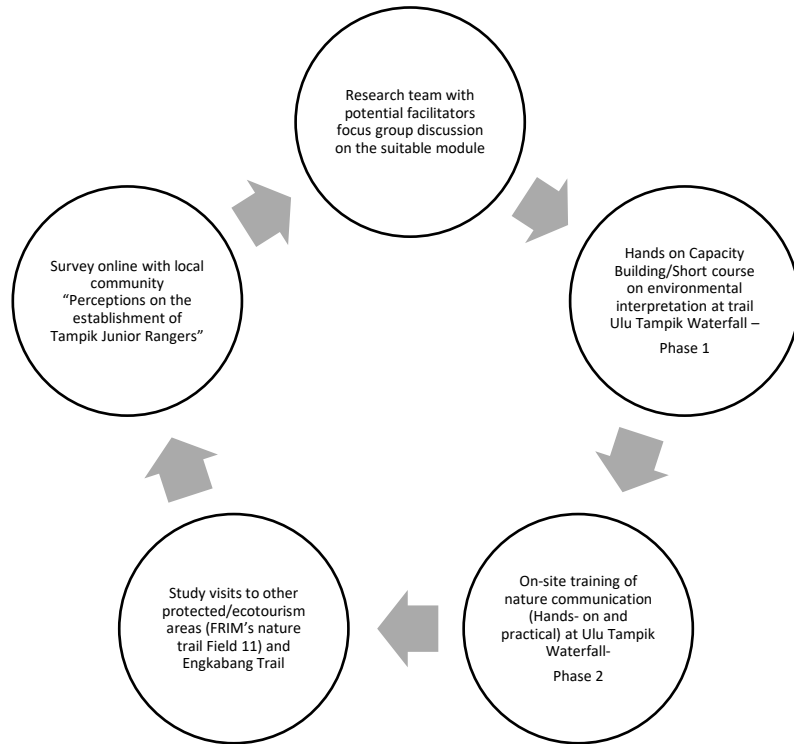 Research team with
potential facilitators
focus group discussion
on the suitable module
Hands on Capacity
Building/Short course
on environmental
interpretation at trail
Ulu Tampik Waterfall –
Phase 1
On-site training of
nature communication
(Hands- on and
practical) at Ulu Tampik
Waterfall-
Phase 2
Study visits to other
protected/ecotourism
areas (FRIM’s nature
trail Field 11) and
Engkabang Trail
Survey online with local
community
“Perceptions on the
establishment of
Tampik Junior Rangers”